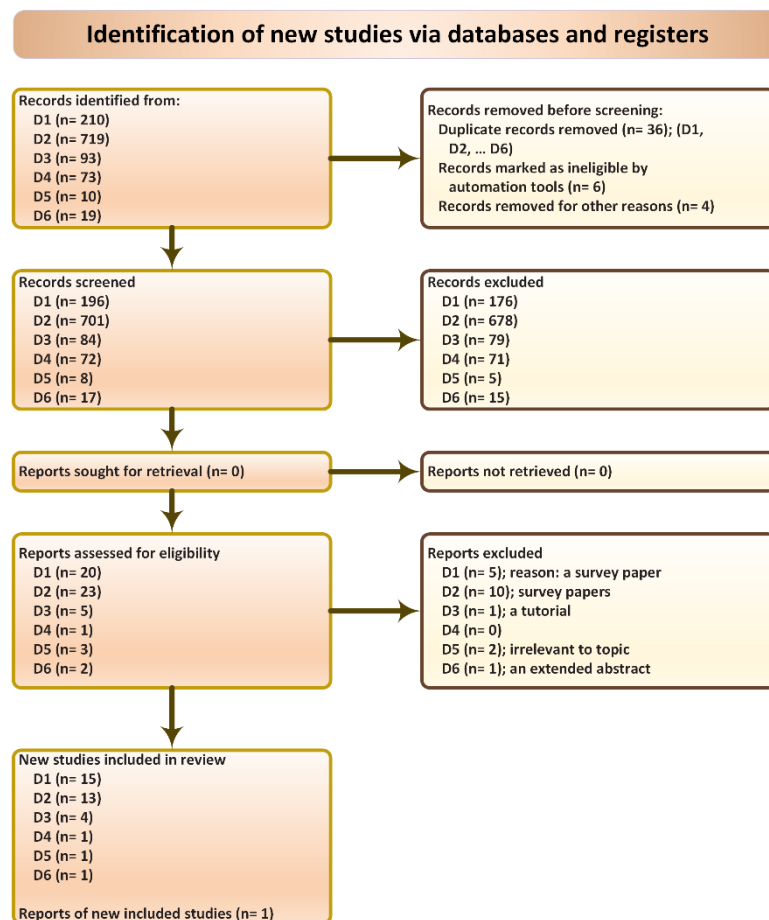 Identification of new studies via databases and registers
Records identified from:
D1 (n= 210)
D2 (n= 719)
D3 (n= 93)
D4 (n= 73)
D5 (n= 10)
D6 (n= 19)
Records removed before screening:
Duplicate records removed (n= 36); (D1,
D2, ... D6)
Records marked as ineligible by
automation tools (n= 6)
Records removed for other reasons (n= 4)
Records screened
D1 (n= 196)
D2 (n= 701)
D3 (n= 84)
D4 (n= 72)
D5 (n= 8)
D6 (n= 17)
Records excluded
D1 (n= 176)
D2 (n= 678)
D3 (n= 79)
D4 (n= 71)
D5 (n= 5)
D6 (n= 15)
Reports sought for retrieval (n= 0)
Reports not retrieved (n= 0)
Reports assessed for eligibility
D1 (n= 20)
D2 (n= 23)
D3 (n= 5)
D4 (n= 1)
D5 (n= 3)
D6 (n= 2)
Reports excluded
D1 (n= 5); reason: a survey paper
D2 (n= 10); survey papers
D3 (n= 1); a tutorial
D4 (n= 0)
D5 (n= 2); irrelevant to topic
D6 (n= 1); an extended abstract
New studies included in review
D1 (n= 15)
D2 (n= 13)
D3 (n= 4)
D4 (n= 1)
D5 (n= 1)
D6 (n= 1)
Reports of new included studies (n= 1)